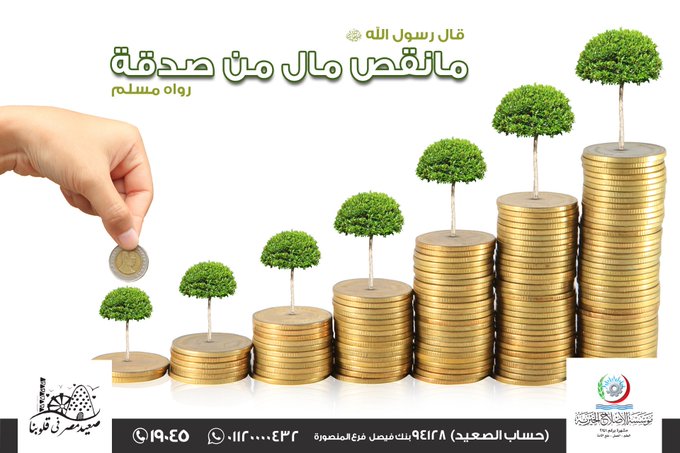 قال رسول الله ﷺ
مانقص مال من صدقة
رواه مسلم
مؤسسة الإصلاح الخيرية
صعيد مصر فى قلوبنا
(حساب الصعيد) ٩٤١٢٨ بنك فيصل فرع المنصورة
٠١١٢٠٠٠٠٤٣٢
١٩٠٤٥